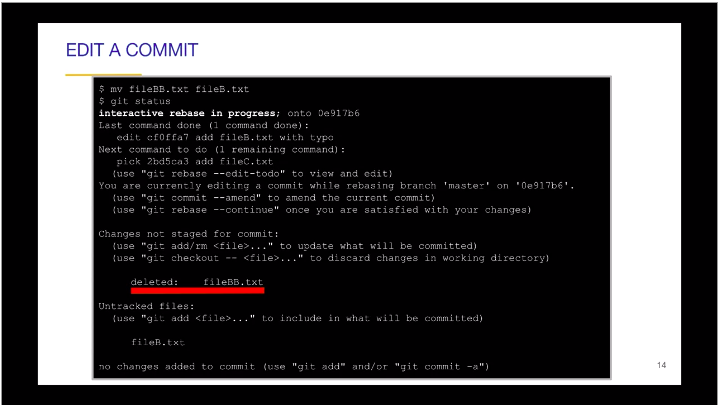 EDIT A COMMIT
$ mv fileBB.txt fileB.txt
$ git status
interactive rebase in progress; onto 0e917b6
Last command done (1 command done):
edit cf0ffa7 add fileB.txt with typo
Next command to do (1 remaining command):
pick 2bd5ca3 add fileC.txt
(use "git rebase --edit-todo" to view and edit)
You are currently editing a commit while rebasing branch 'master' on '0e917b6'.
(use "git commit --amend" to amend the current commit)
(use "git rebase --continue" once you are satisfied with your changes)
Changes not staged for commit:
(use "git add/rm <file>..." to update what will be committed)
(use "git checkout -- <file>..." to discard changes in working directory)
deleted: fileBB.txt
Untracked files:
(use "git add <file>..." to include in what will be committed)
fileB.txt
no changes added to commit (use "git add" and/or "git commit -a")
14